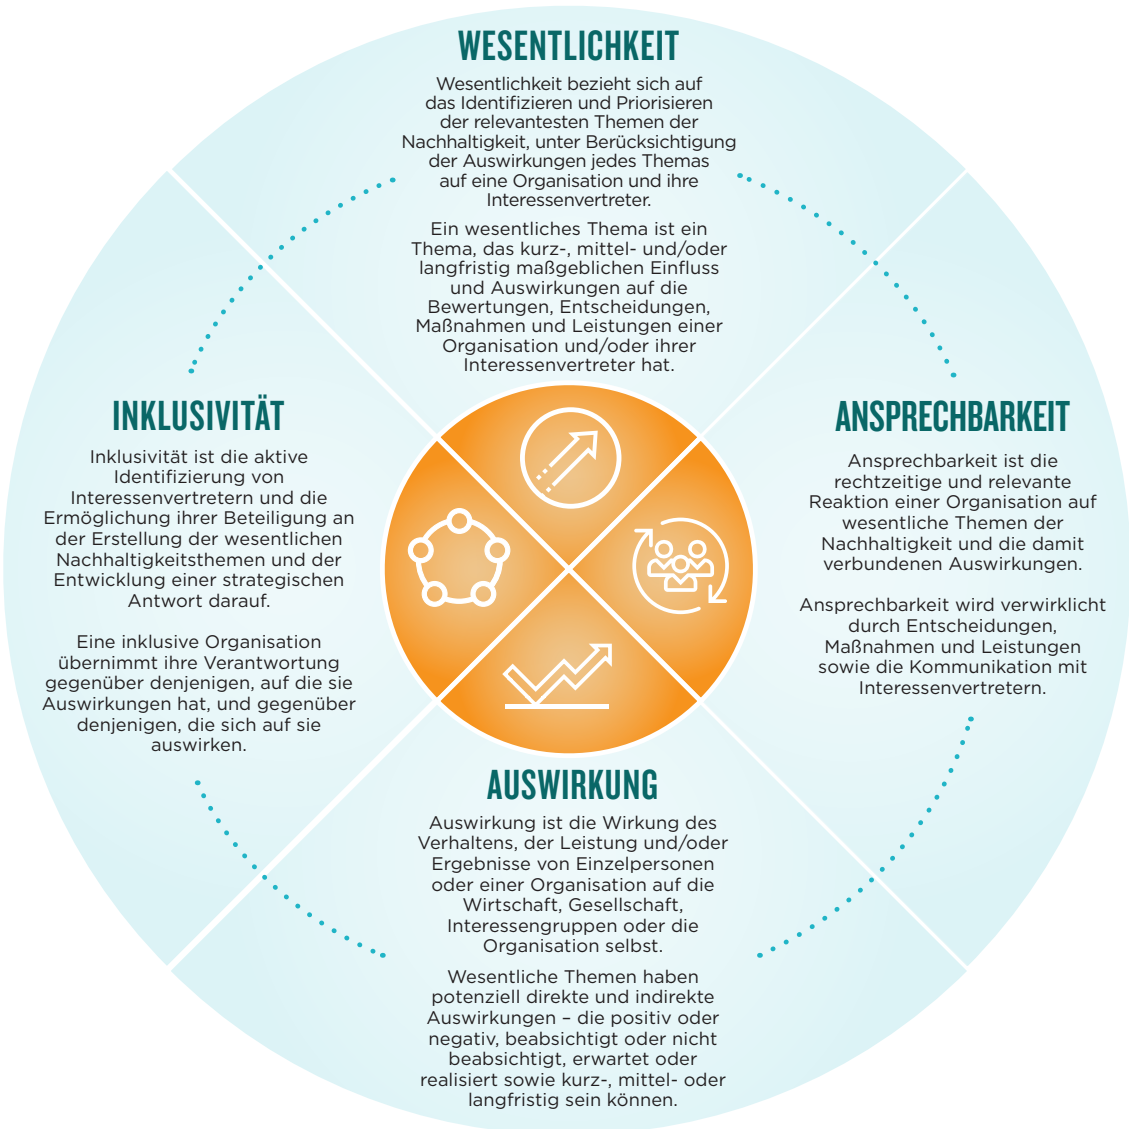 WESENTLICHKEIT
Wesentlichkeit bezieht sich auf
das Identifizieren und Priorisieren
der relevantesten Themen der
Nachhaltigkeit, unter Berücksichtigung
der Auswirkungen jedes Themas
auf eine Organisation und ihre
Interessenvertreter.
Ein wesentliches Thema ist ein
Thema, das kurz-, mittel- und/oder
langfristig maßgeblichen Einfluss
und Auswirkungen auf die
Bewertungen, Entscheidungen,
Maßnahmen und Leistungen einer
Organisation und/oder ihrer
Interessenvertreter hat.
INKLUSIVITÄT
Inklusivität ist die aktive
Identifizierung von
Interessenvertretern und die
Ermöglichung ihrer Beteiligung an
der Erstellung der wesentlichen
Nachhaltigkeitsthemen und der
Entwicklung einer strategischen
Antwort darauf.
Eine inklusive Organisation
übernimmt ihre Verantwortung
gegenüber denjenigen, auf die sie
Auswirkungen hat, und gegenüber
denjenigen, die sich auf sie
auswirken.
ANSPRECHBARKEIT
Ansprechbarkeit ist die
rechtzeitige und relevante
Reaktion einer Organisation auf
wesentliche Themen der
Nachhaltigkeit und die damit
verbundenen Auswirkungen.
Ansprechbarkeit wird verwirklicht
durch Entscheidungen,
Maßnahmen und Leistungen
sowie die Kommunikation mit
Interessenvertretern.
AUSWIRKUNG
Auswirkung ist die Wirkung des
Verhaltens, der Leistung und/oder
Ergebnisse von Einzelpersonen
oder einer Organisation auf die
Wirtschaft, Gesellschaft,
Interessengruppen oder die
Organisation selbst.
Wesentliche Themen haben
potenziell direkte und indirekte
Auswirkungen – die positiv oder
negativ, beabsichtigt oder nicht
beabsichtigt, erwartet oder
realisiert sowie kurz-, mittel- oder
langfristig sein können.